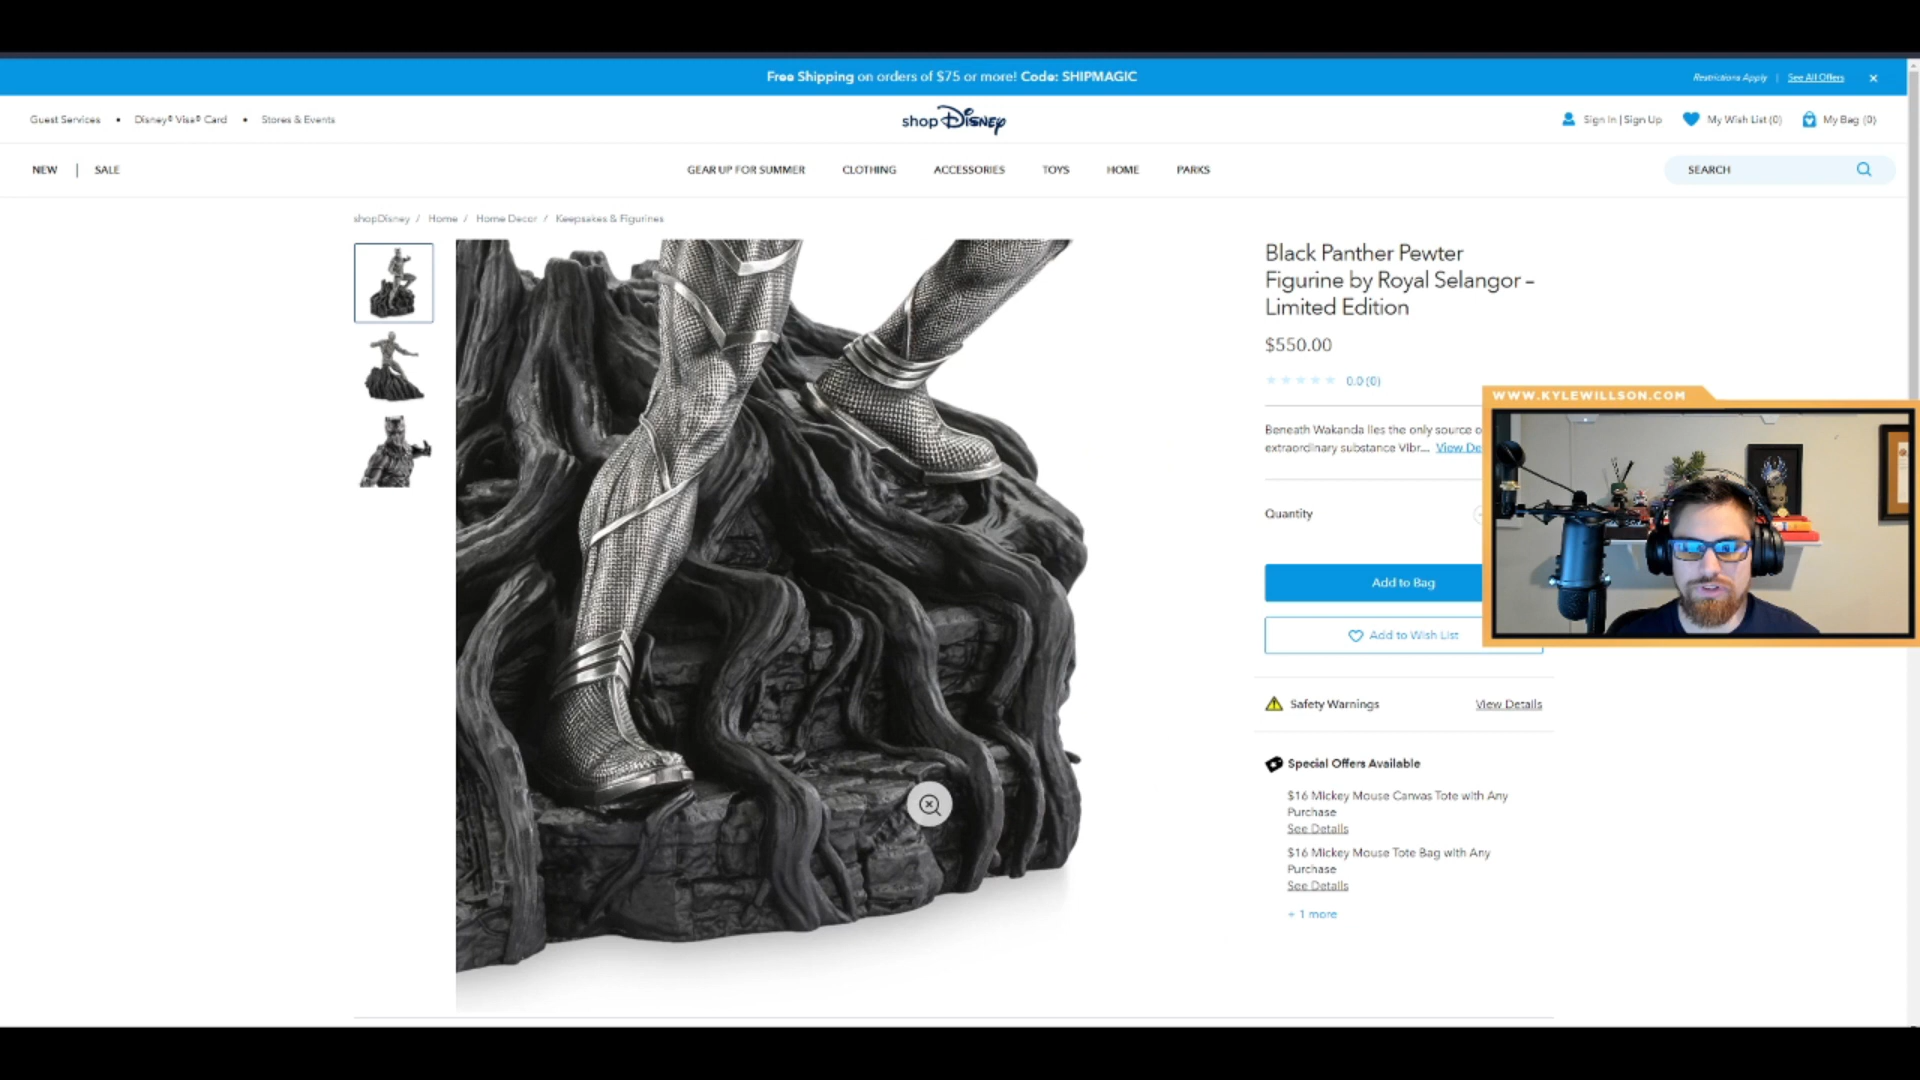 Free Shipping on orders of $75 or more! Code: SHIPMAGIC
Restrictions Apply | See All Offers ×
Guest Services • Disney® Visa® Card • Stores & Events
shop Disney
Sign In | Sign Up
My Wish List (0)
My Bag (0)
NEW | SALE
GEAR UP FOR SUMMER
CLOTHING
ACCESSORIES
TOYS
HOME
PARKS
SEARCH
shopDisney / Home / Home Decor / Keepsakes & Figurines
Black Panther Pewter
Figurine by Royal Selangor –
Limited Edition
$550.00
0.0 (0)
WWW.KYLEWILLSON.COM
Beneath Wakanda lies the only source
extraordinary substance Vibr... View De
Quantity
Add to Bag
Add to Wish List
Safety Warnings
View Details
Special Offers Available
$16 Mickey Mouse Canvas Tote with Any
Purchase
See Details
$16 Mickey Mouse Tote Bag with Any
Purchase
See Details
+ 1 more